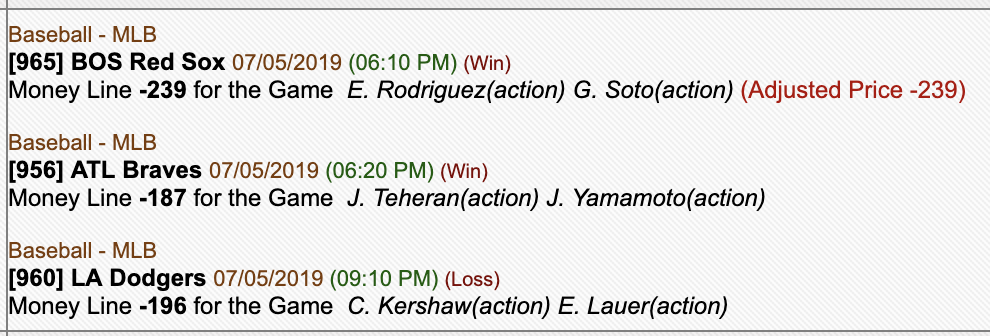 Baseball - MLB
[965] BOS Red Sox 07/05/2019 (06:10 PM) (Win)
Money Line -239 for the Game E. Rodriguez(action) G. Soto(action) (Adjusted Price -239)
Baseball - MLB
[956] ATL Braves 07/05/2019 (06:20 PM) (Win)
Money Line -187 for the Game J. Teheran(action) J. Yamamoto(action)
Baseball - MLB
[960] LA Dodgers 07/05/2019 (09:10 PM) (Loss)
Money Line -196 for the Game C. Kershaw(action) E. Lauer(action)